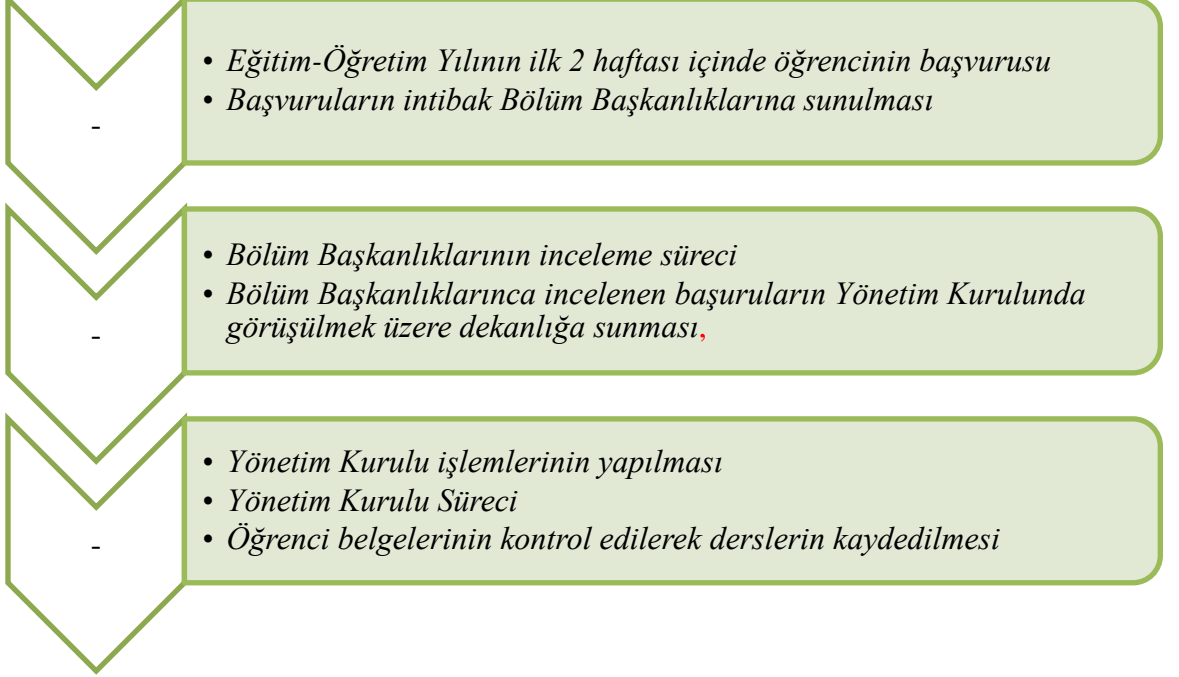 -
• Eğitim-Öğretim Yılının ilk 2 haftası içinde öğrencinin başvurusu
• Başvuruların intibak Bölüm Başkanlıklarına sunulması
-
• Bölüm Başkanlıklarının inceleme süreci
• Bölüm Başkanlıklarınca incelenen başuruların Yönetim Kurulunda
görüşülmek üzere dekanlığa sunması,
-
• Yönetim Kurulu işlemlerinin yapılması
• Yönetim Kurulu Süreci
• Öğrenci belgelerinin kontrol edilerek derslerin kaydedilmesi